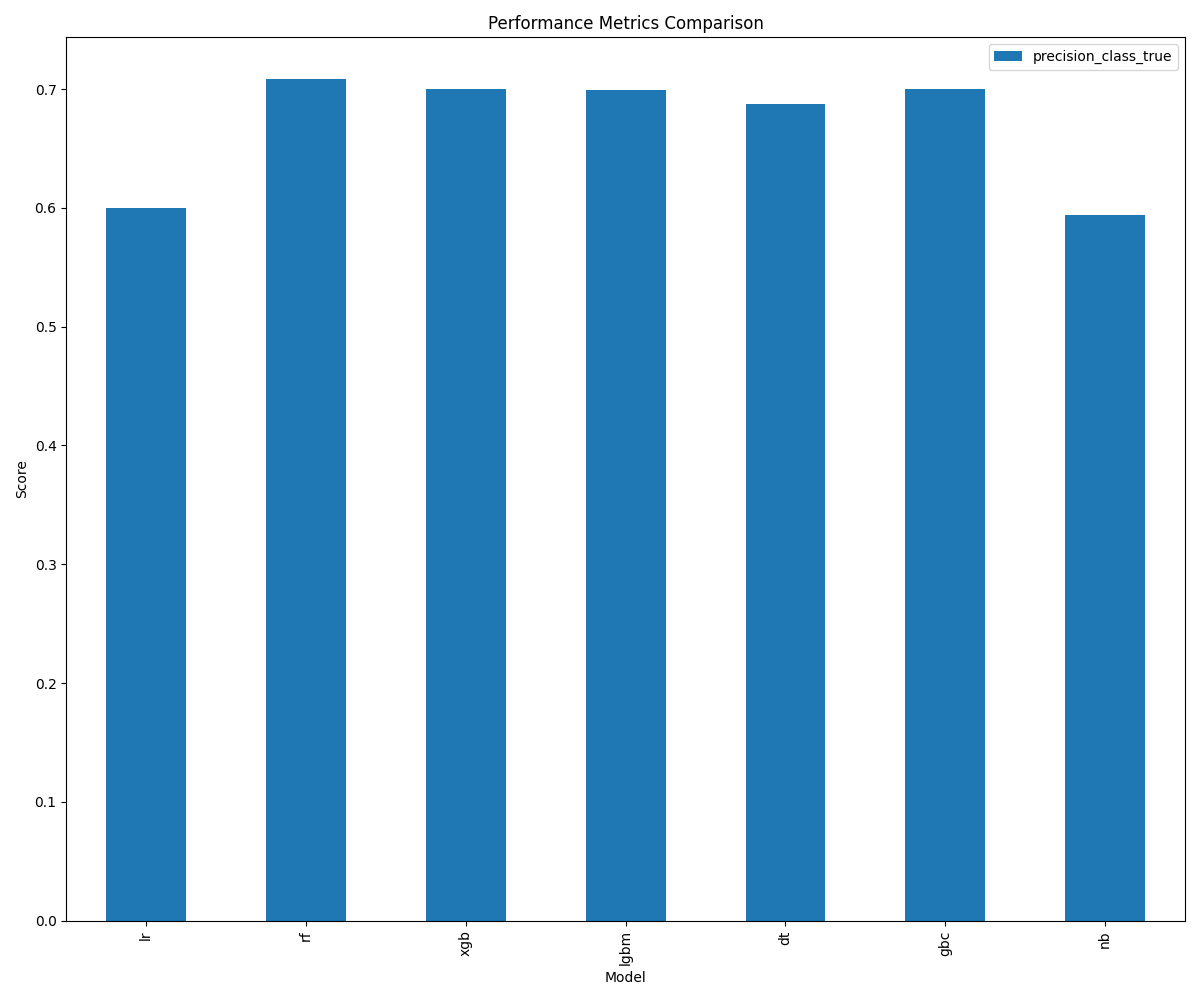 Performance Metrics Comparison
precision_class_true
0.7
0.6
0.5
0.4
0.3
0.2
0.1
0.0
Score
lr
rf
xgb
lgbm
dt
gbc
nb
Model